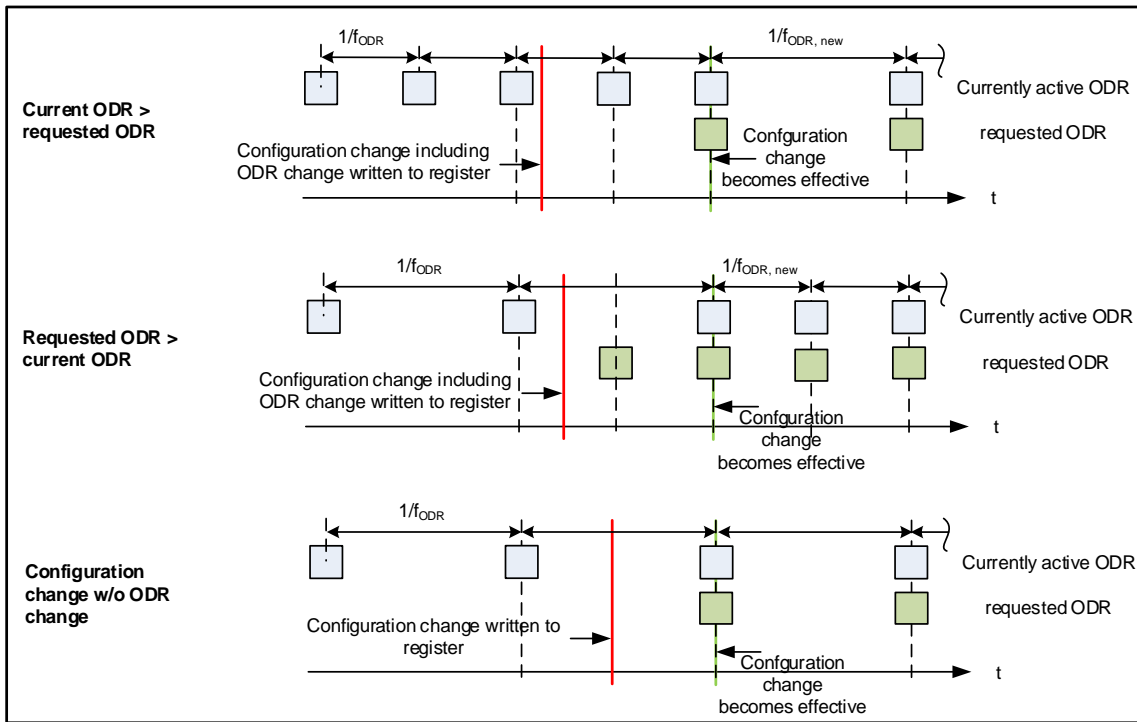 1/fODR
1/fODR, new
Current ODR >
requested ODR
Currently active ODR
requested ODR
Configuration change including
ODR change written to register
Confguration
change
becomes effective
t
1/fODR
1/fODR, new
Requested ODR >
current ODR
Currently active ODR
requested ODR
Configuration change including
ODR change written to register
Confguration
change
becomes effective
t
1/fODR
Configuration
change w/o ODR
change
Currently active ODR
requested ODR
Configuration change written to
register
Confguration
change
becomes effective
t